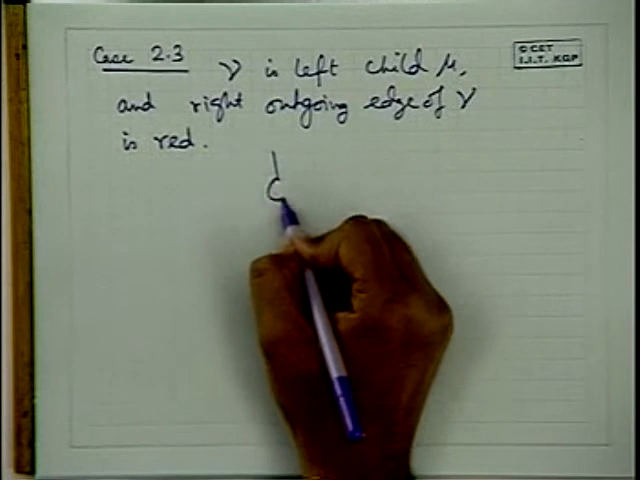 Case 2.3 ν is left child μ,
and right outgoing edge of ν
is red.
© CET
I.I.T. KGP